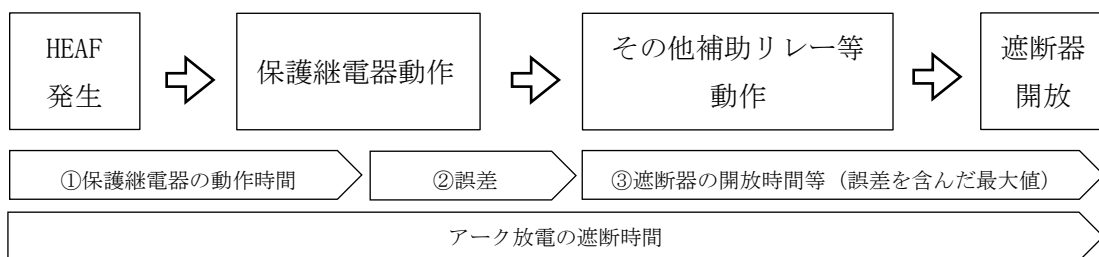 HEAF
発生
保護継電器動作
その他補助リレー等
動作
遮断器
開放
①保護継電器の動作時間
②誤差
③遮断器の開放時間等（誤差を含んだ最大値）
アーク放電の遮断時間